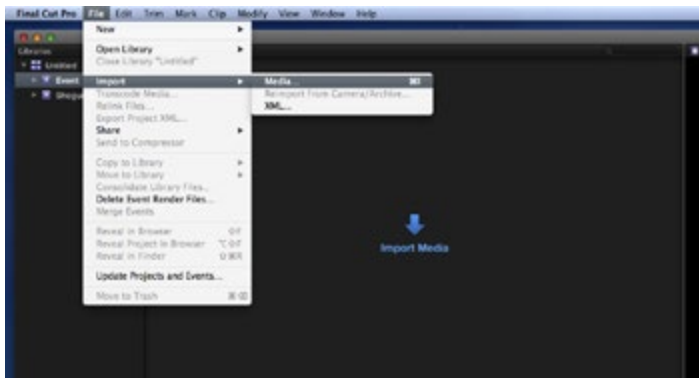 Final Cut Pro File Edit Trim Mark Clip Modify View Window Help
New
Libraries
Open Library
Untitled
Close Library "Untitled"
Event
Import
Media...
Transcode Media...
Reimport from Camera/Archive...
Relink Files...
XML...
Export Project XML...
Share
Send to Compressor
Copy to Library
Move to Library
Consolidate Library Files...
Delete Event Render Files...
Merge Events
Reveal in Browser ⇧F
Reveal Project in Browser ⌥⇧F
Reveal in Finder ⇧⌘R
Import Media
Update Projects and Events...
Move to Trash